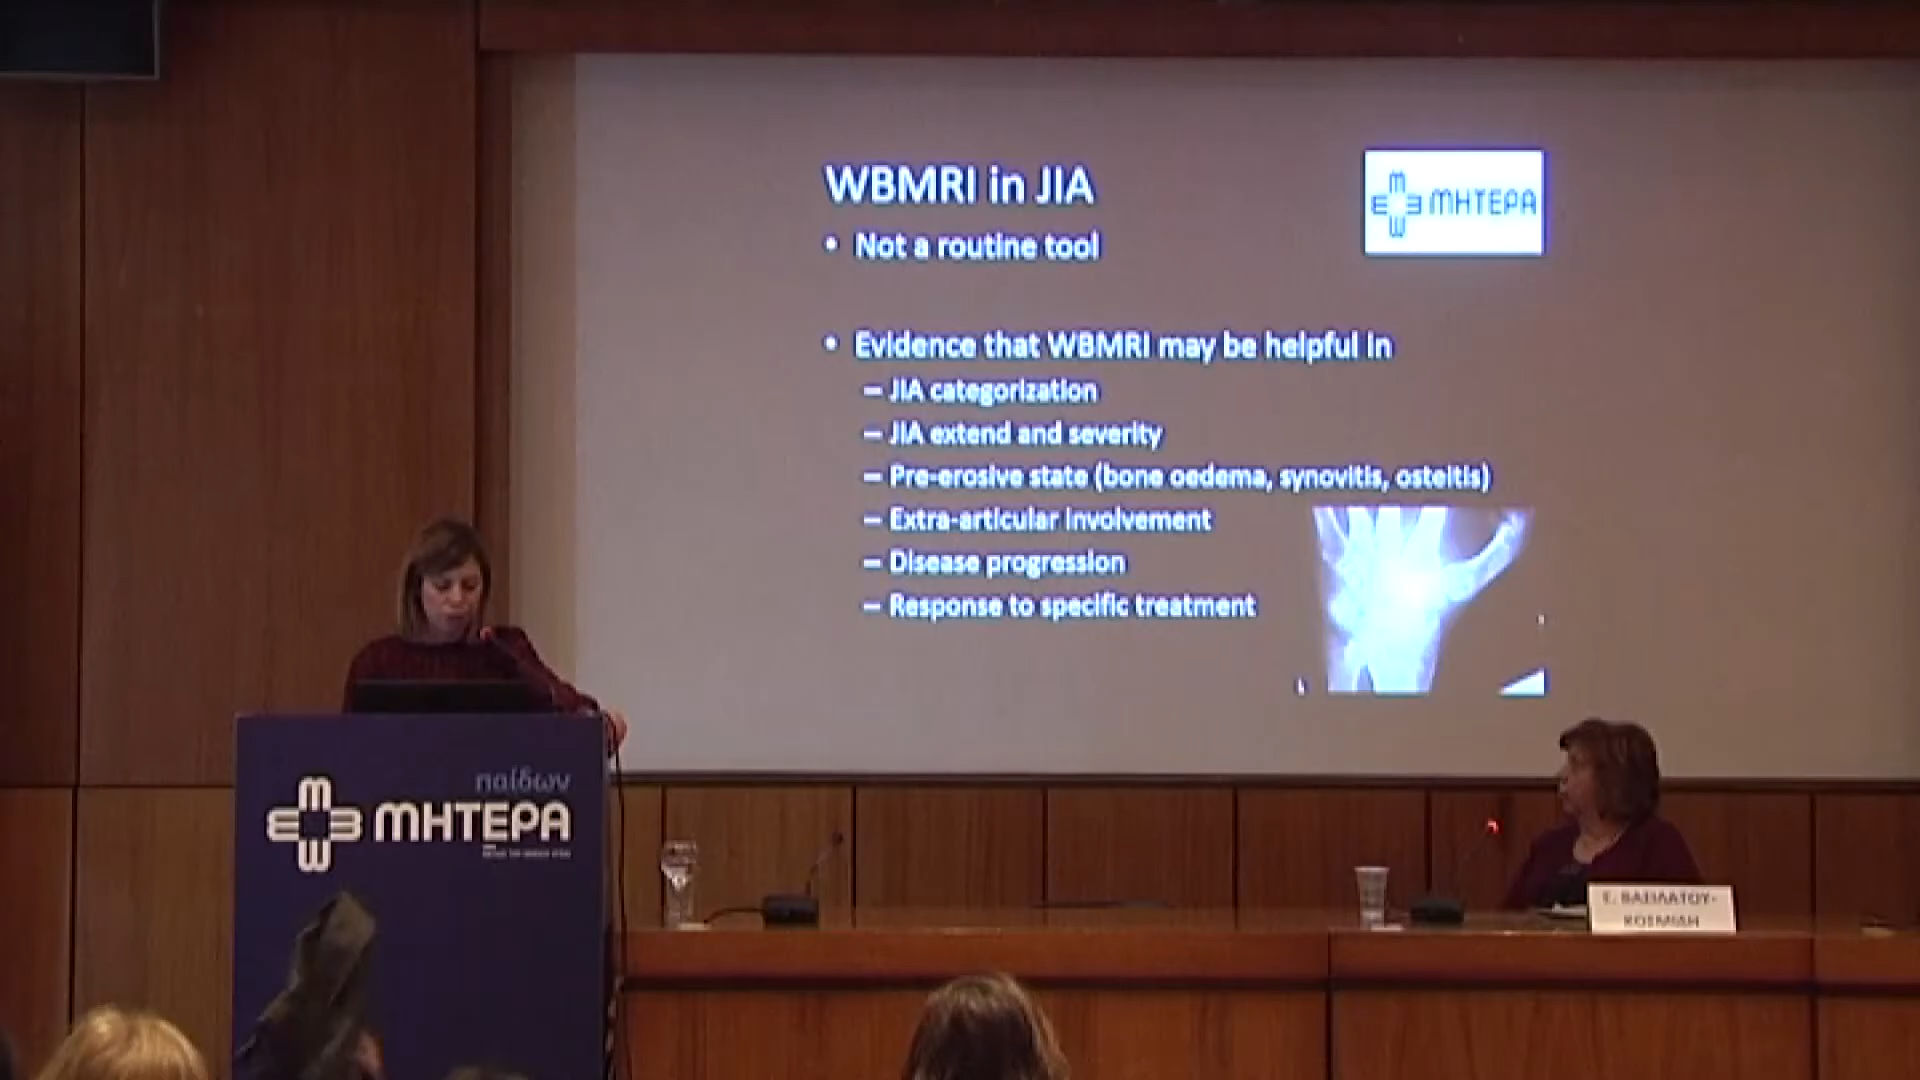 WBMRI in JIA
ΜΗΤΕΡΑ
• Not a routine tool
• Evidence that WBMRI may be helpful in
– JIA categorization
– JIA extend and severity
– Pre-erosive state (bone oedema, synovitis, osteitis)
– Extra-articular involvement
– Disease progression
– Response to specific treatment
παίδων
ΜΗΤΕΡΑ
Σ. ΒΑΣΙΛΑΤΟΥ-
ΚΟΣΜΙΔΗ